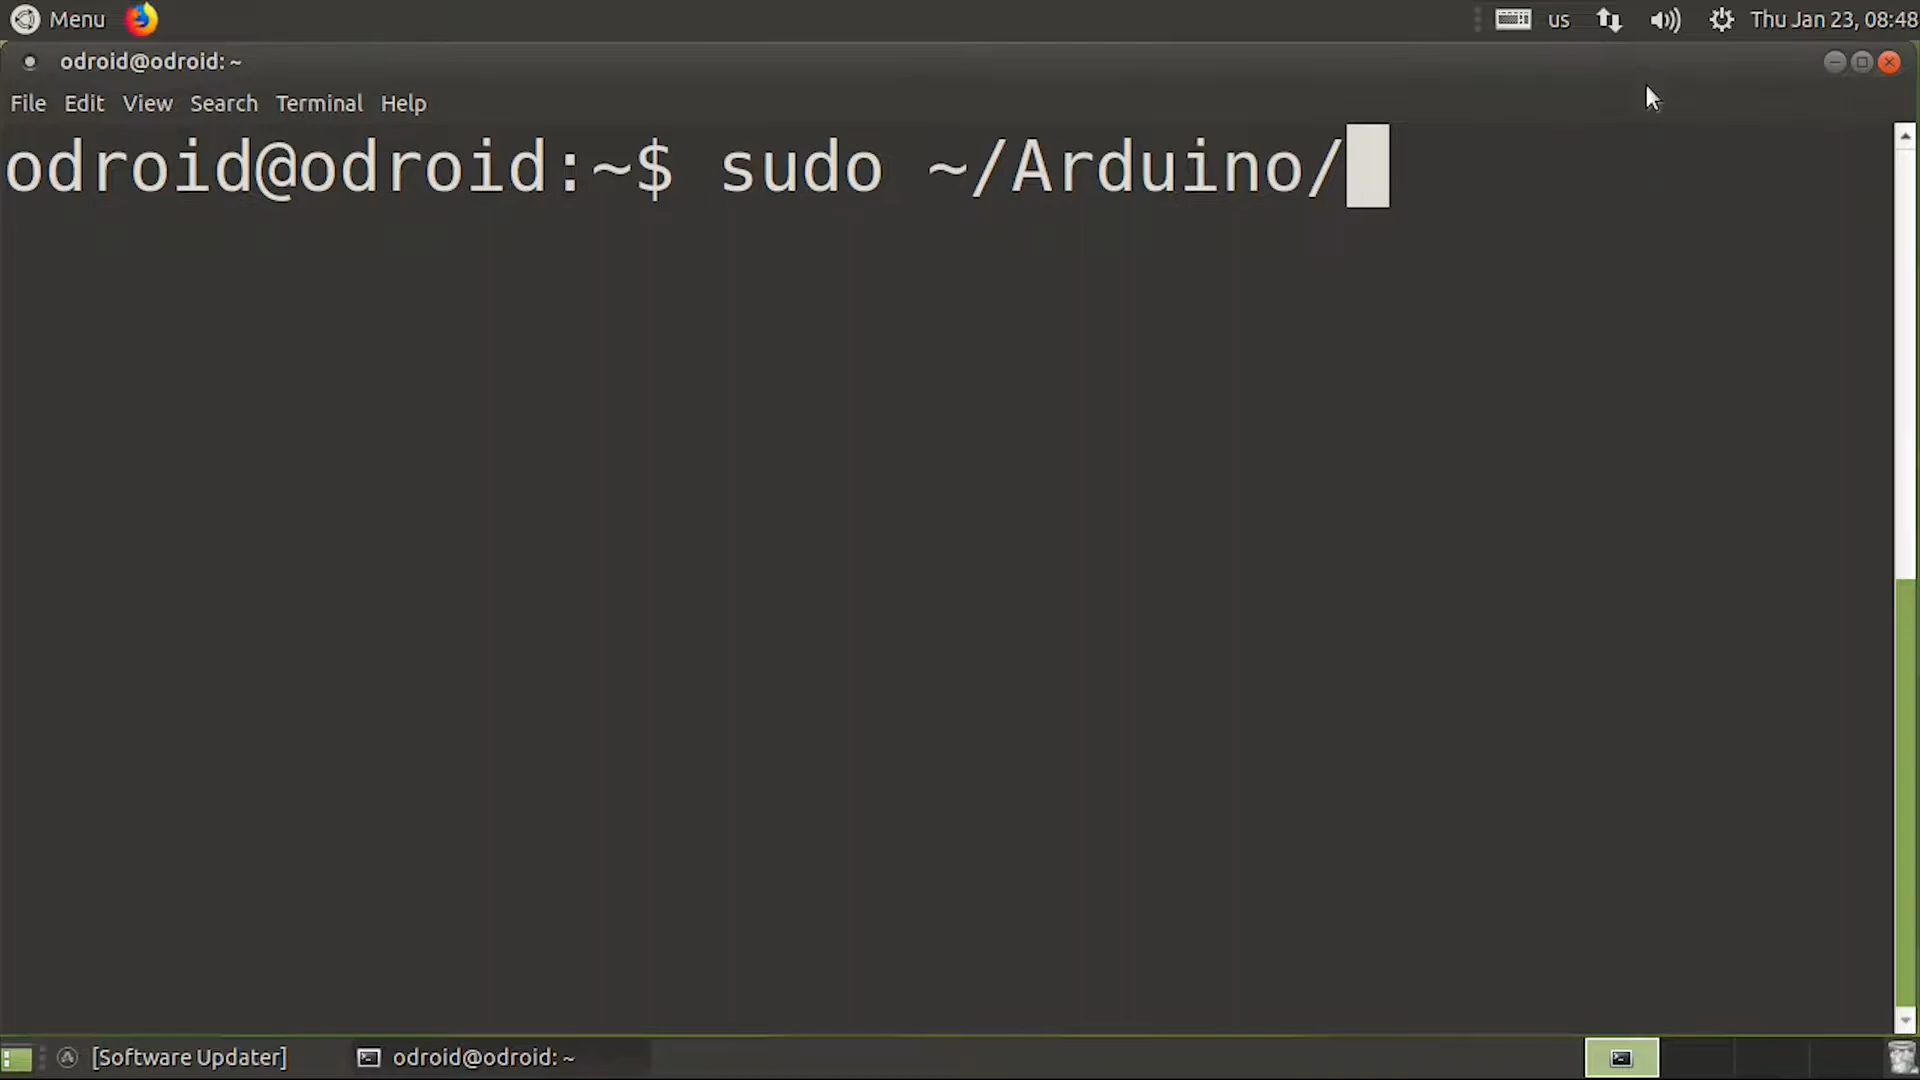 Menu
us
Thu Jan 23, 08:48
odroid@odroid: ~
File Edit View Search Terminal Help
odroid@odroid:~$ sudo ~/Arduino/
[Software Updater]
odroid@odroid: ~